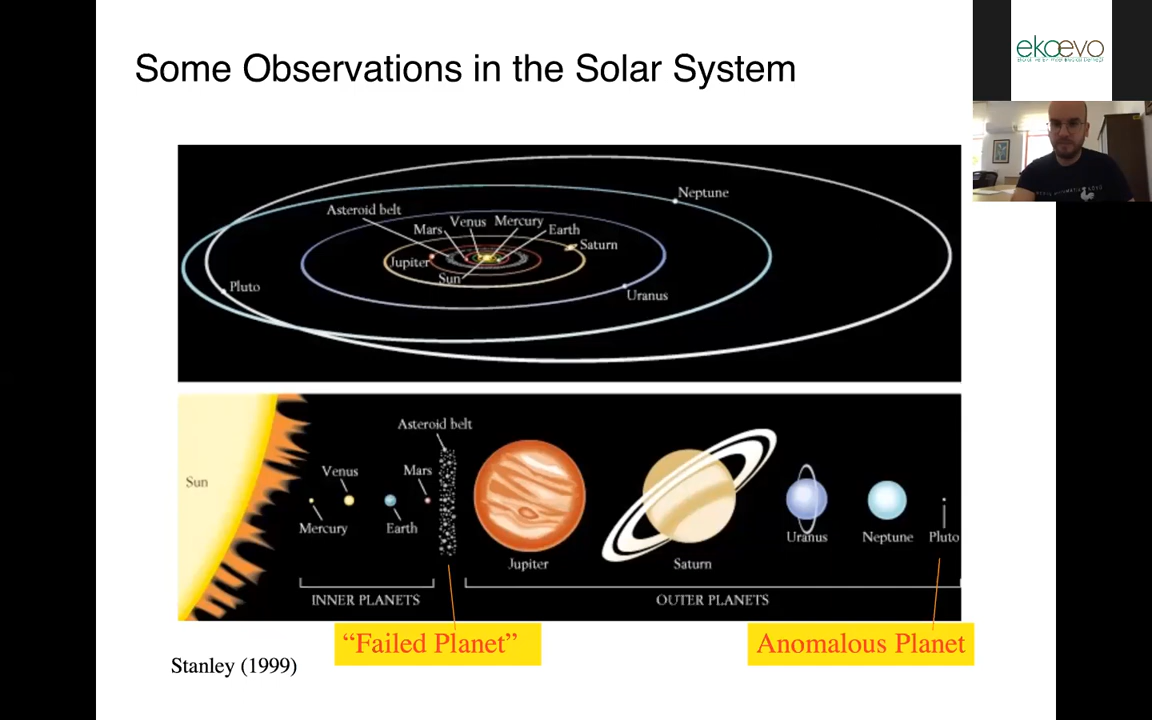 Some Observations in the Solar System
ekoevo
Neptune
Asteroid belt
Venus Mercury
Mars
Earth
Saturn
Jupiter
Sun
Pluto
Uranus
Asteroid belt
Sun
Venus
Mars
Mercury
Earth
Uranus
Neptune
Pluto
Jupiter
Saturn
INNER PLANETS
OUTER PLANETS
“Failed Planet”
Anomalous Planet
Stanley (1999)